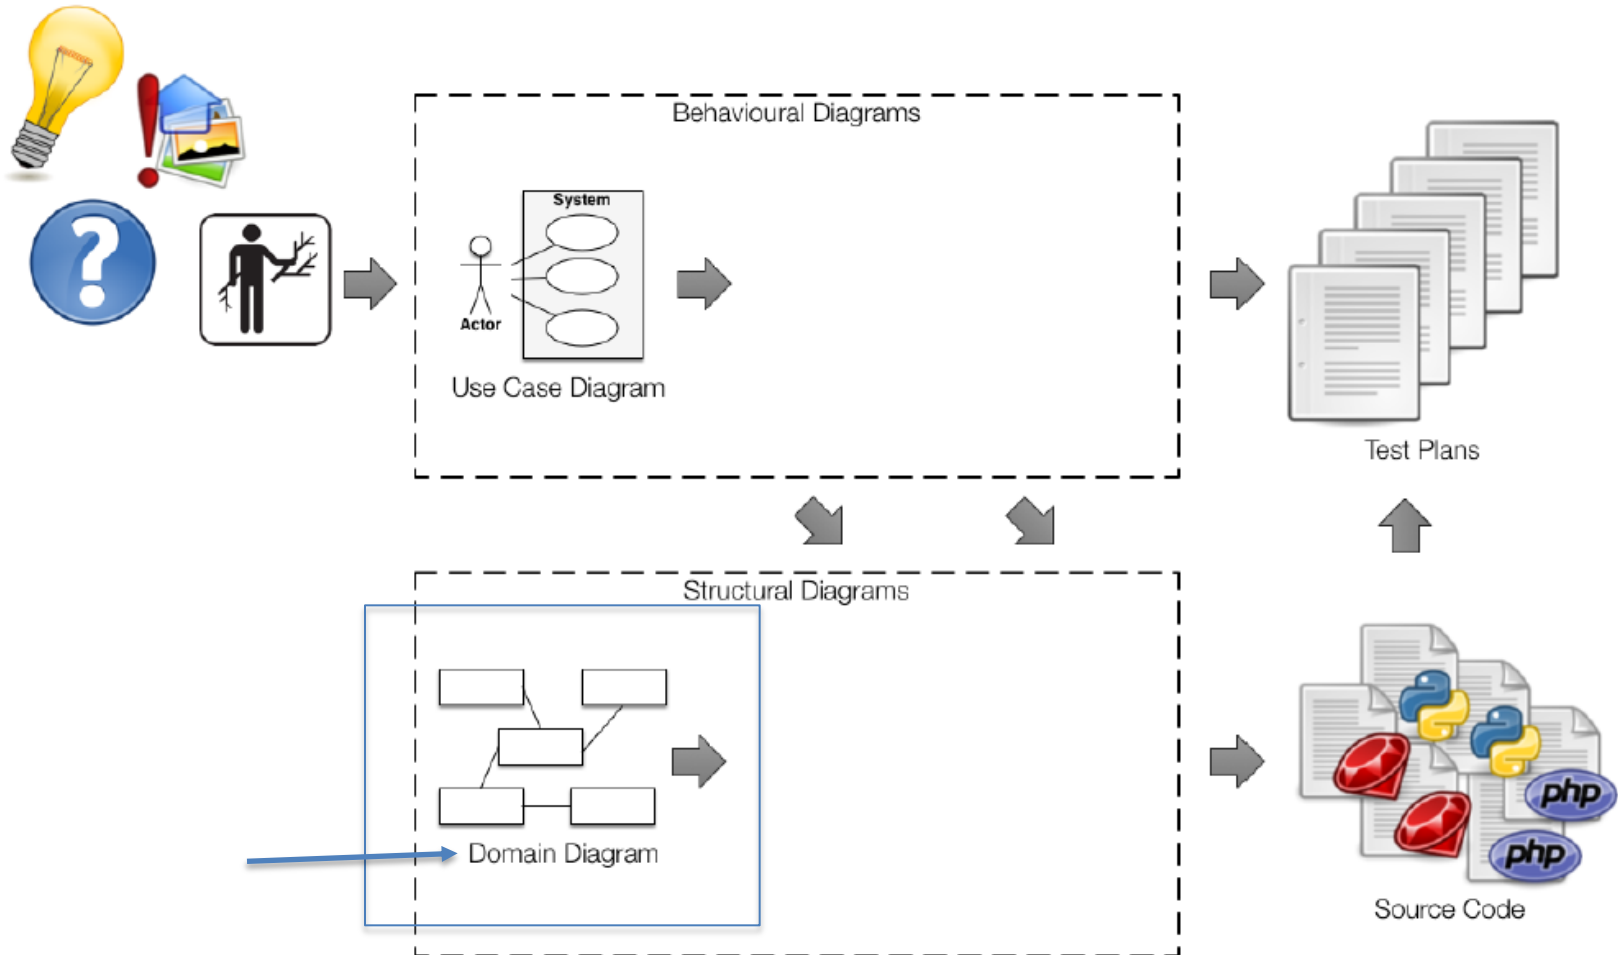 Behavioural Diagrams
System
Actor
Use Case Diagram
Test Plans
Structural Diagrams
Domain Diagram
php
php
Source Code